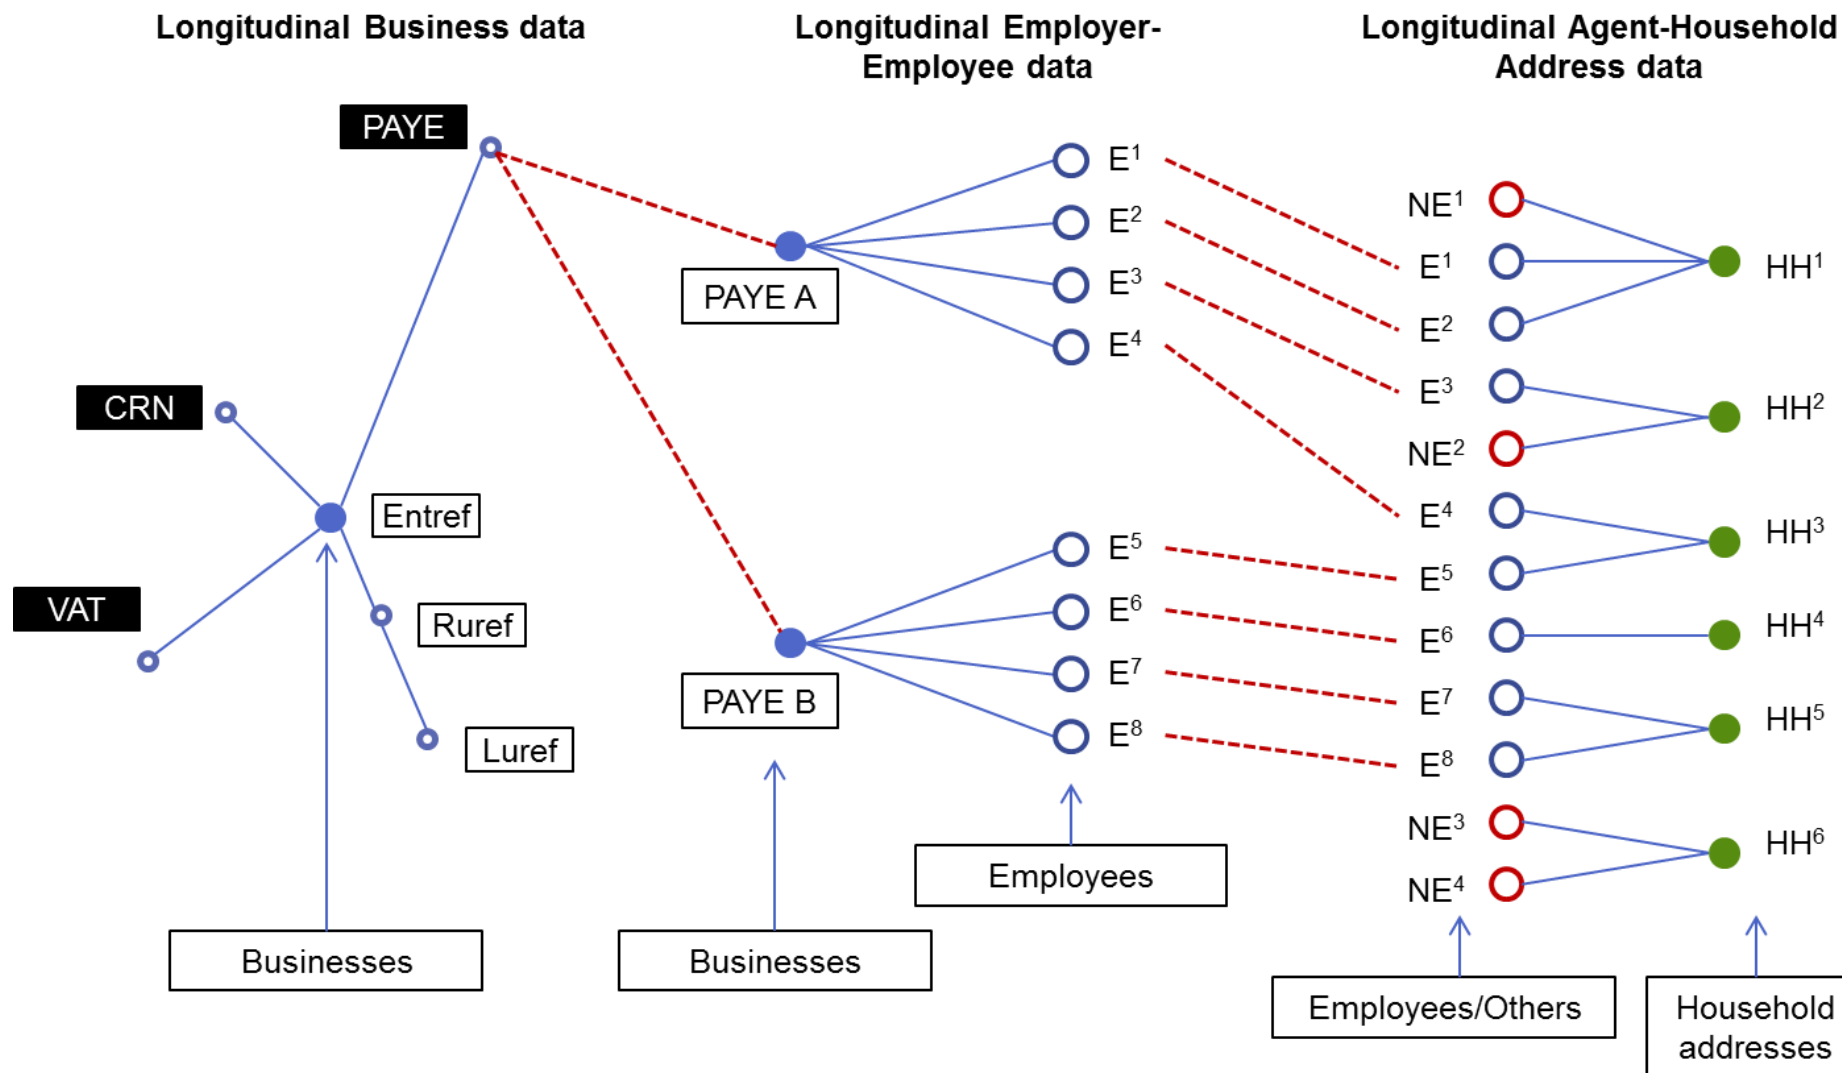 Longitudinal Business data
Longitudinal Employer-
Employee data
Longitudinal Agent-Household
Address data
PAYE
CRN
Entref
VAT
Ruref
Luref
Businesses
PAYE A
PAYE B
Businesses
E¹
E²
E³
E⁴
E⁵
E⁶
E⁷
E⁸
Employees
NE¹
E¹
E²
E³
NE²
E⁴
E⁵
E⁶
E⁷
E⁸
NE³
NE⁴
Employees/Others
HH¹
HH²
HH³
HH⁴
HH⁵
HH⁶
Household
addresses